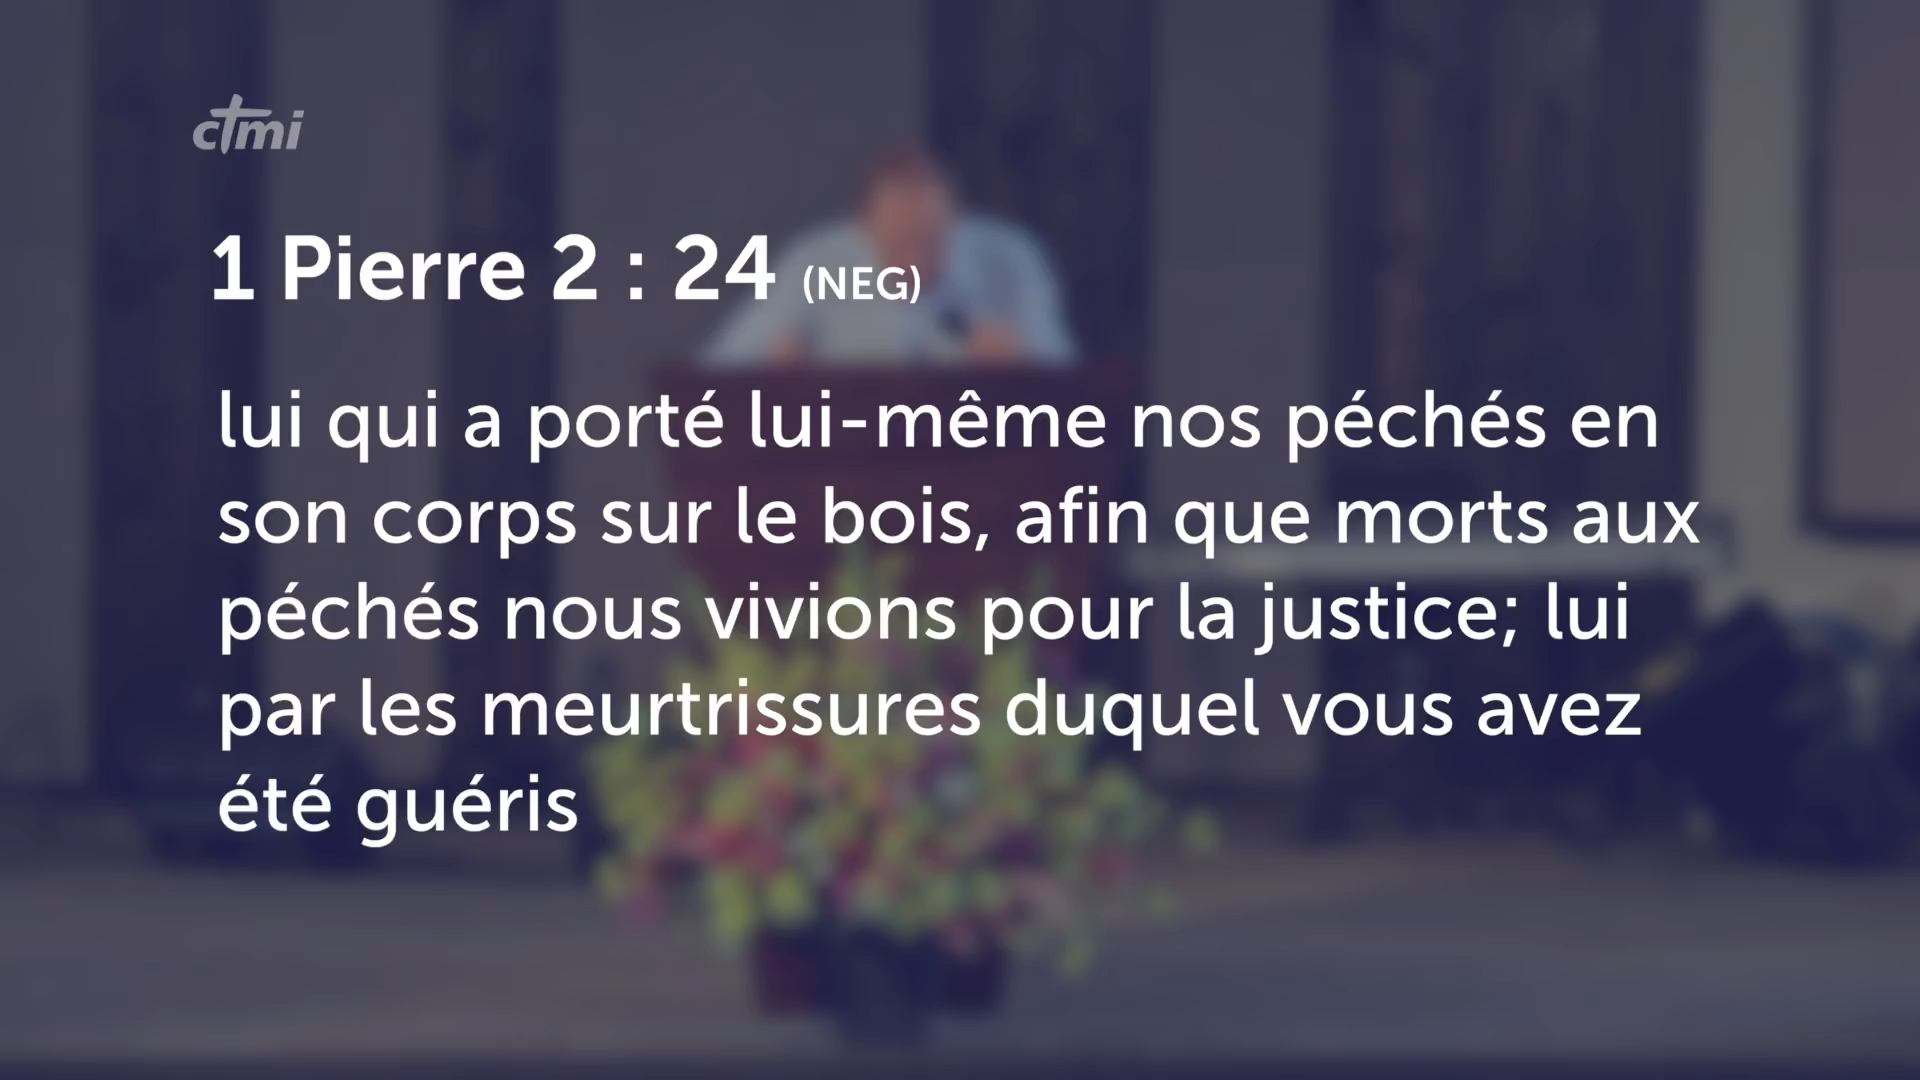 ctmi
1 Pierre 2 : 24 (NEG)
lui qui a porté lui-même nos péchés en
son corps sur le bois, afin que morts aux
péchés nous vivions pour la justice; lui
par les meurtrissures duquel vous avez
été guéris